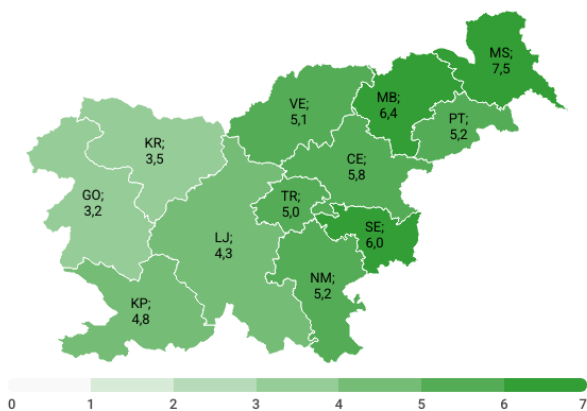 MS;
7,5
MB;
6,4
VE;
5,1
PT;
5,2
KR;
3,5
CE;
5,8
GO;
3,2
TR;
5,0
SE;
6,0
LJ;
4,3
NM;
5,2
KP;
4,8
0 1 2 3 4 5 6 7